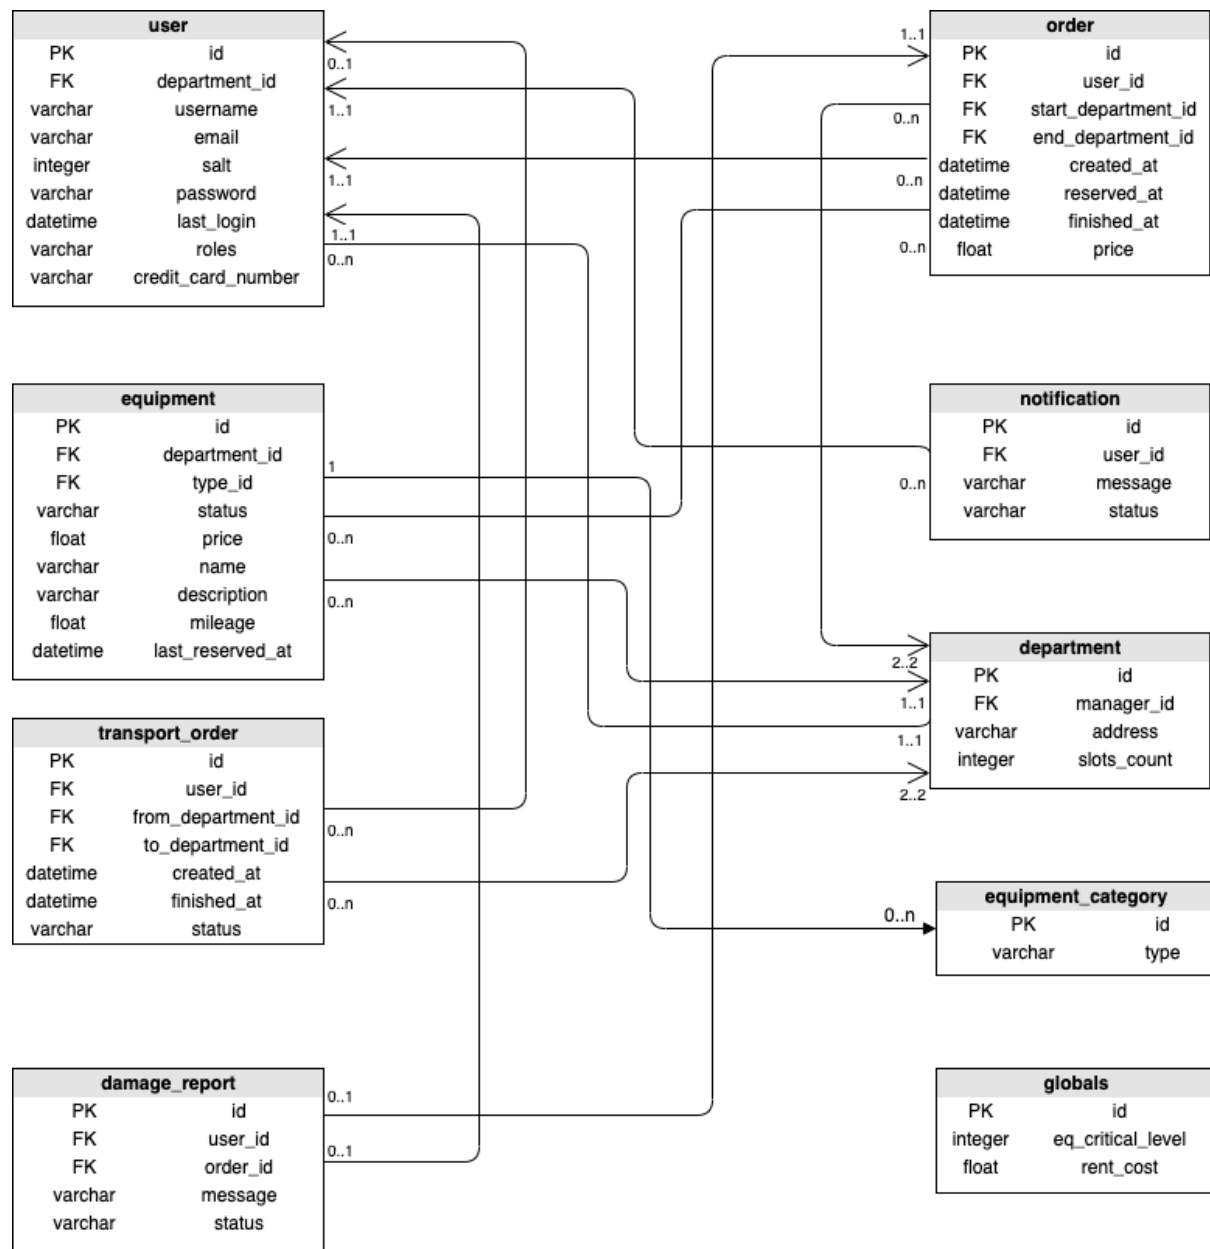 user
PK id
FK department_id
varchar username
varchar email
integer salt
varchar password
datetime last_login
varchar roles
varchar credit_card_number
0..1
1..1
1..1
1..1
0..n
order
PK id
FK user_id
FK start_department_id
FK end_department_id
datetime created_at
datetime reserved_at
datetime finished_at
float price
1..1
0..n
0..n
0..n
equipment
PK id
FK department_id
FK type_id
varchar status
float price
varchar name
varchar description
float mileage
datetime last_reserved_at
1
0..n
0..n
notification
PK id
FK user_id
varchar message
varchar status
0..n
department
PK id
FK manager_id
varchar address
integer slots_count
2..2
1..1
1..1
2..2
transport_order
PK id
FK user_id
FK from_department_id
FK to_department_id
datetime created_at
datetime finished_at
varchar status
0..n
0..n
equipment_category
PK id
varchar type
0..n
damage_report
PK id
FK user_id
FK order_id
varchar message
varchar status
0..1
0..1
globals
PK id
integer eq_critical_level
float rent_cost